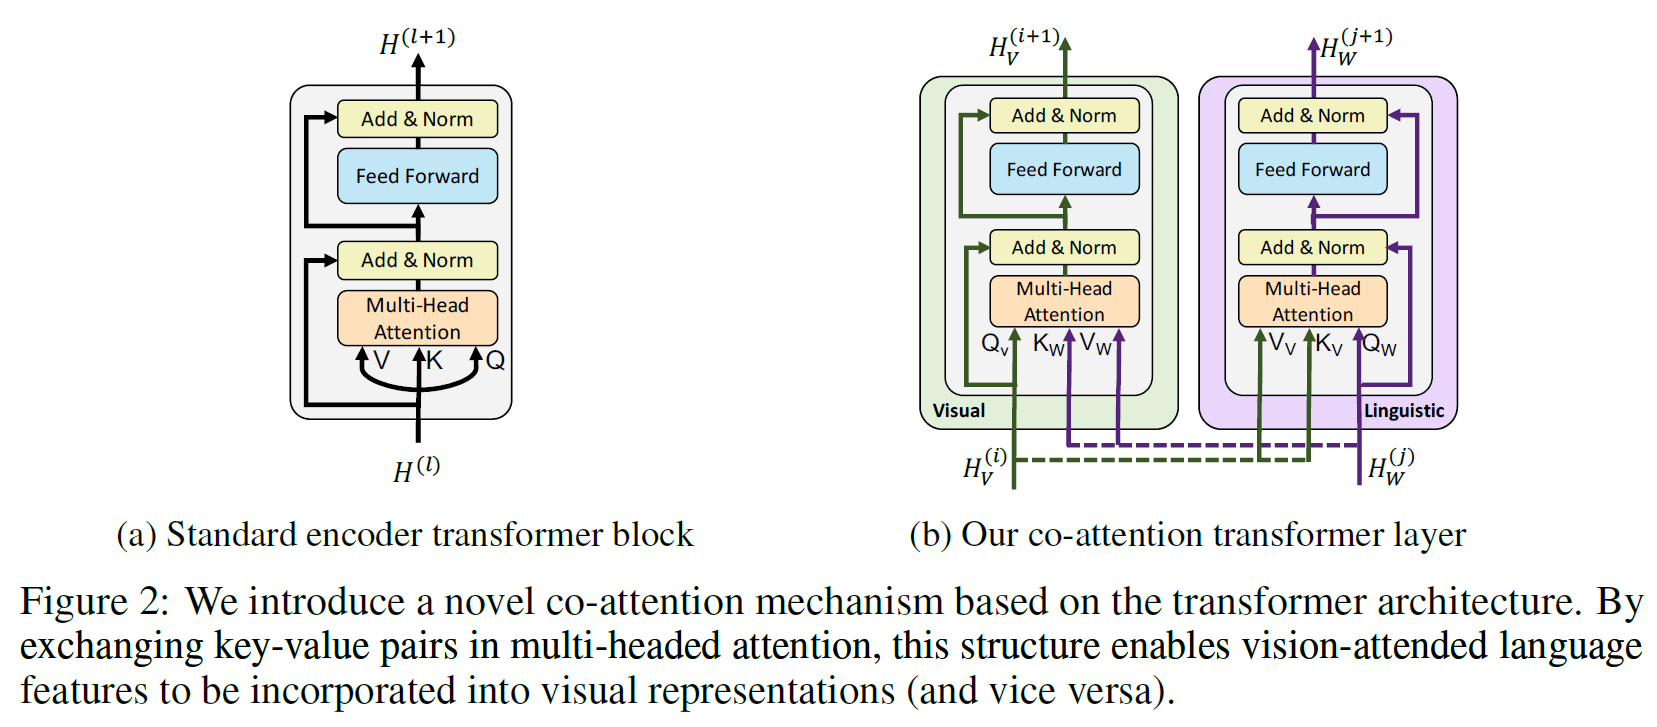 H^{(l+1)}
Add & Norm
Feed Forward
Add & Norm
Multi-Head
Attention
V K Q
H^{(l)}
(a) Standard encoder transformer block
H_V^{(i+1)}
Add & Norm
Feed Forward
Add & Norm
Multi-Head
Attention
Q_v K_W V_W
Visual
H_V^{(i)}
H_W^{(j+1)}
Add & Norm
Feed Forward
Add & Norm
Multi-Head
Attention
V_V K_V Q_W
Linguistic
H_W^{(j)}
(b) Our co-attention transformer layer
Figure 2: We introduce a novel co-attention mechanism based on the transformer architecture. By
exchanging key-value pairs in multi-headed attention, this structure enables vision-attended language
features to be incorporated into visual representations (and vice versa).